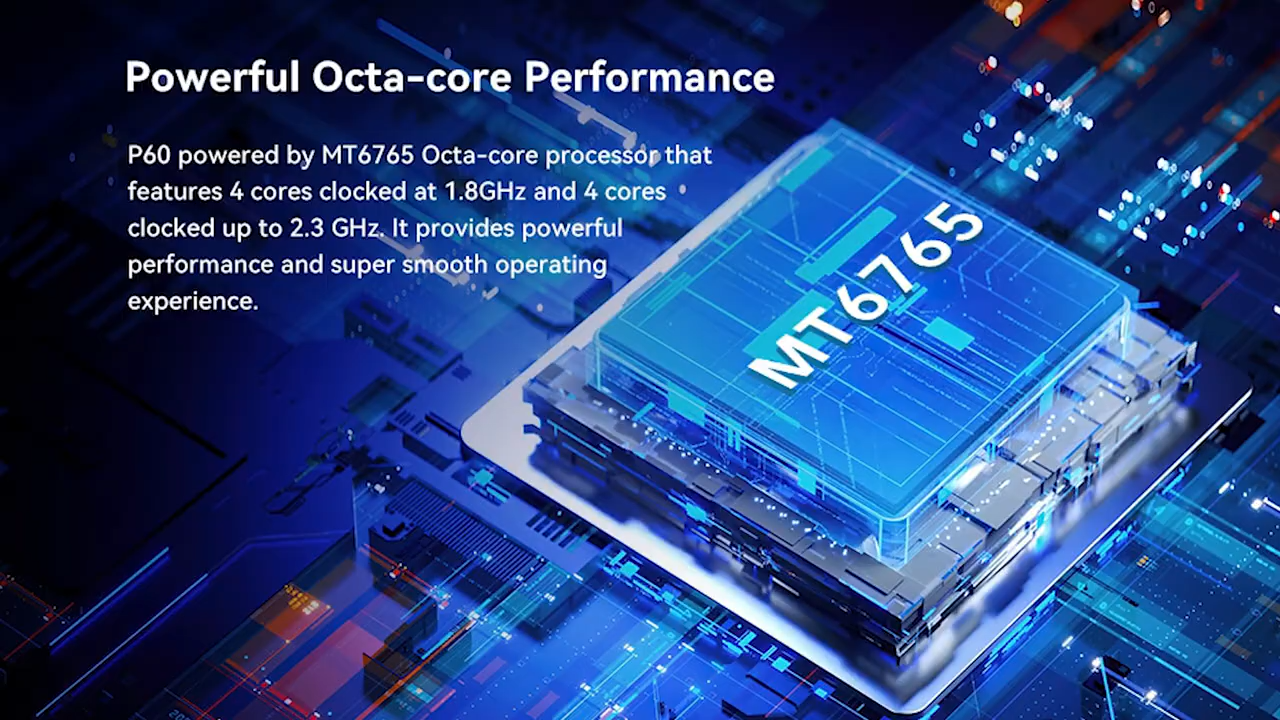 Powerful Octa-core Performance
P60 powered by MT6765 Octa-core processor that
features 4 cores clocked at 1.8GHz and 4 cores
clocked up to 2.3 GHz. It provides powerful
performance and super smooth operating
experience.
MT6765